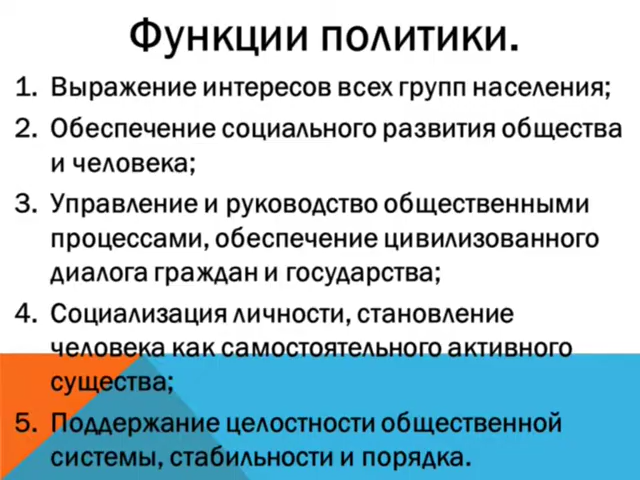 Функции политики.
1. Выражение интересов всех групп населения;
2. Обеспечение социального развития общества
и человека;
3. Управление и руководство общественными
процессами, обеспечение цивилизованного
диалога граждан и государства;
4. Социализация личности, становление
человека как самостоятельного активного
существа;
5. Поддержание целостности общественной
системы, стабильности и порядка.